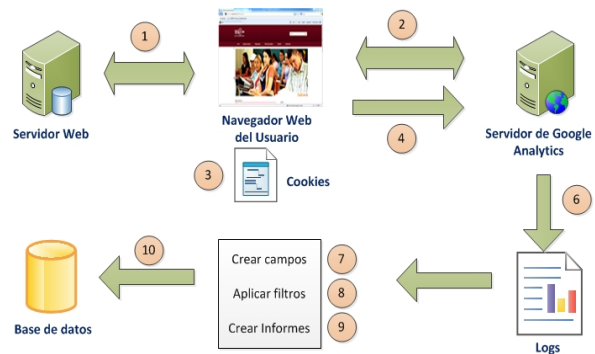 1
2
Servidor Web
Navegador Web
del Usuario
4
Servidor de Google
Analytics
3
Cookies
6
10
Crear campos
7
Aplicar filtros
8
Crear Informes
9
Base de datos
Logs